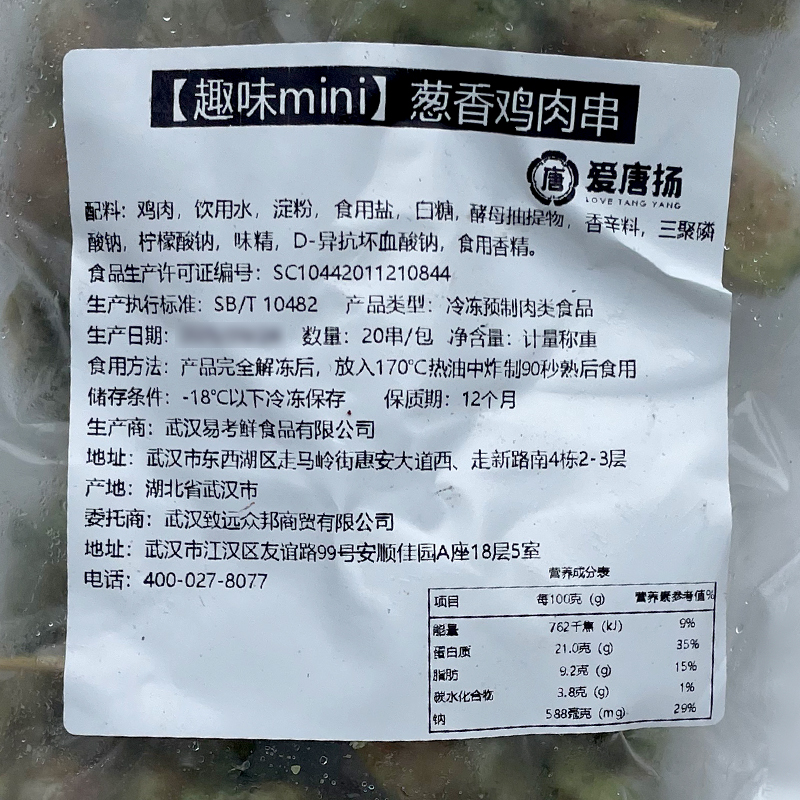 【趣味mini】葱香鸡肉串
唐 爱唐扬
LOVE TANG YANG
配料：鸡肉，饮用水，淀粉，食用盐，白糖，酵母抽提物，香辛料，三聚磷
酸钠，柠檬酸钠，味精，D-异抗坏血酸钠，食用香精。
食品生产许可证编号：SC10442011210844
生产执行标准：SB/T 10482 产品类型：冷冻预制肉类食品
生产日期： 数量：20串/包 净含量：计量称重
食用方法：产品完全解冻后，放入170°C热油中炸制90秒熟后食用
储存条件：-18°C以下冷冻保存 保质期：12个月
生产商：武汉易考鲜食品有限公司
地址：武汉市东西湖区走马岭街惠安大道西、走新路南4栋2-3层
产地：湖北省武汉市
委托商：武汉致远众邦商贸有限公司
地址：武汉市江汉区友谊路99号安顺佳园A座18层5室
电话：400-027-8077
营养成分表
项目 每100克（g） 营养素参考值%
能量 762千焦（kJ） 9%
蛋白质 21.0克（g） 35%
脂肪 9.2克（g） 15%
碳水化合物 3.8克（g） 1%
钠 588毫克（mg） 29%